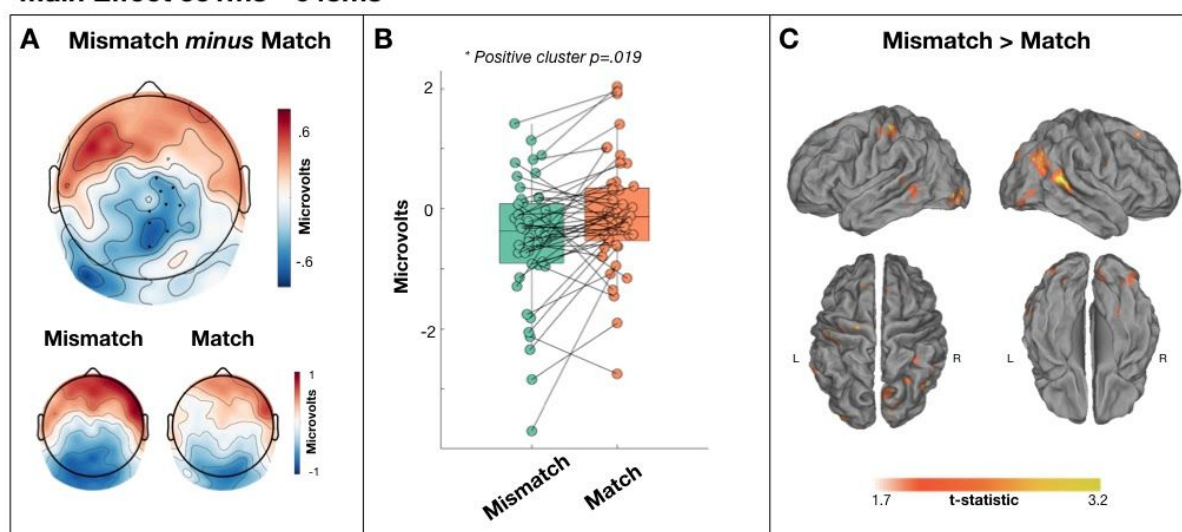 A Mismatch minus Match
.6
Microvolts
-.6
Mismatch Match
1
Microvolts
-1
B
* Positive cluster p=.019
2
0
-2
Microvolts
Mismatch
Match
C Mismatch > Match
L R L R
1.7 t-statistic 3.2